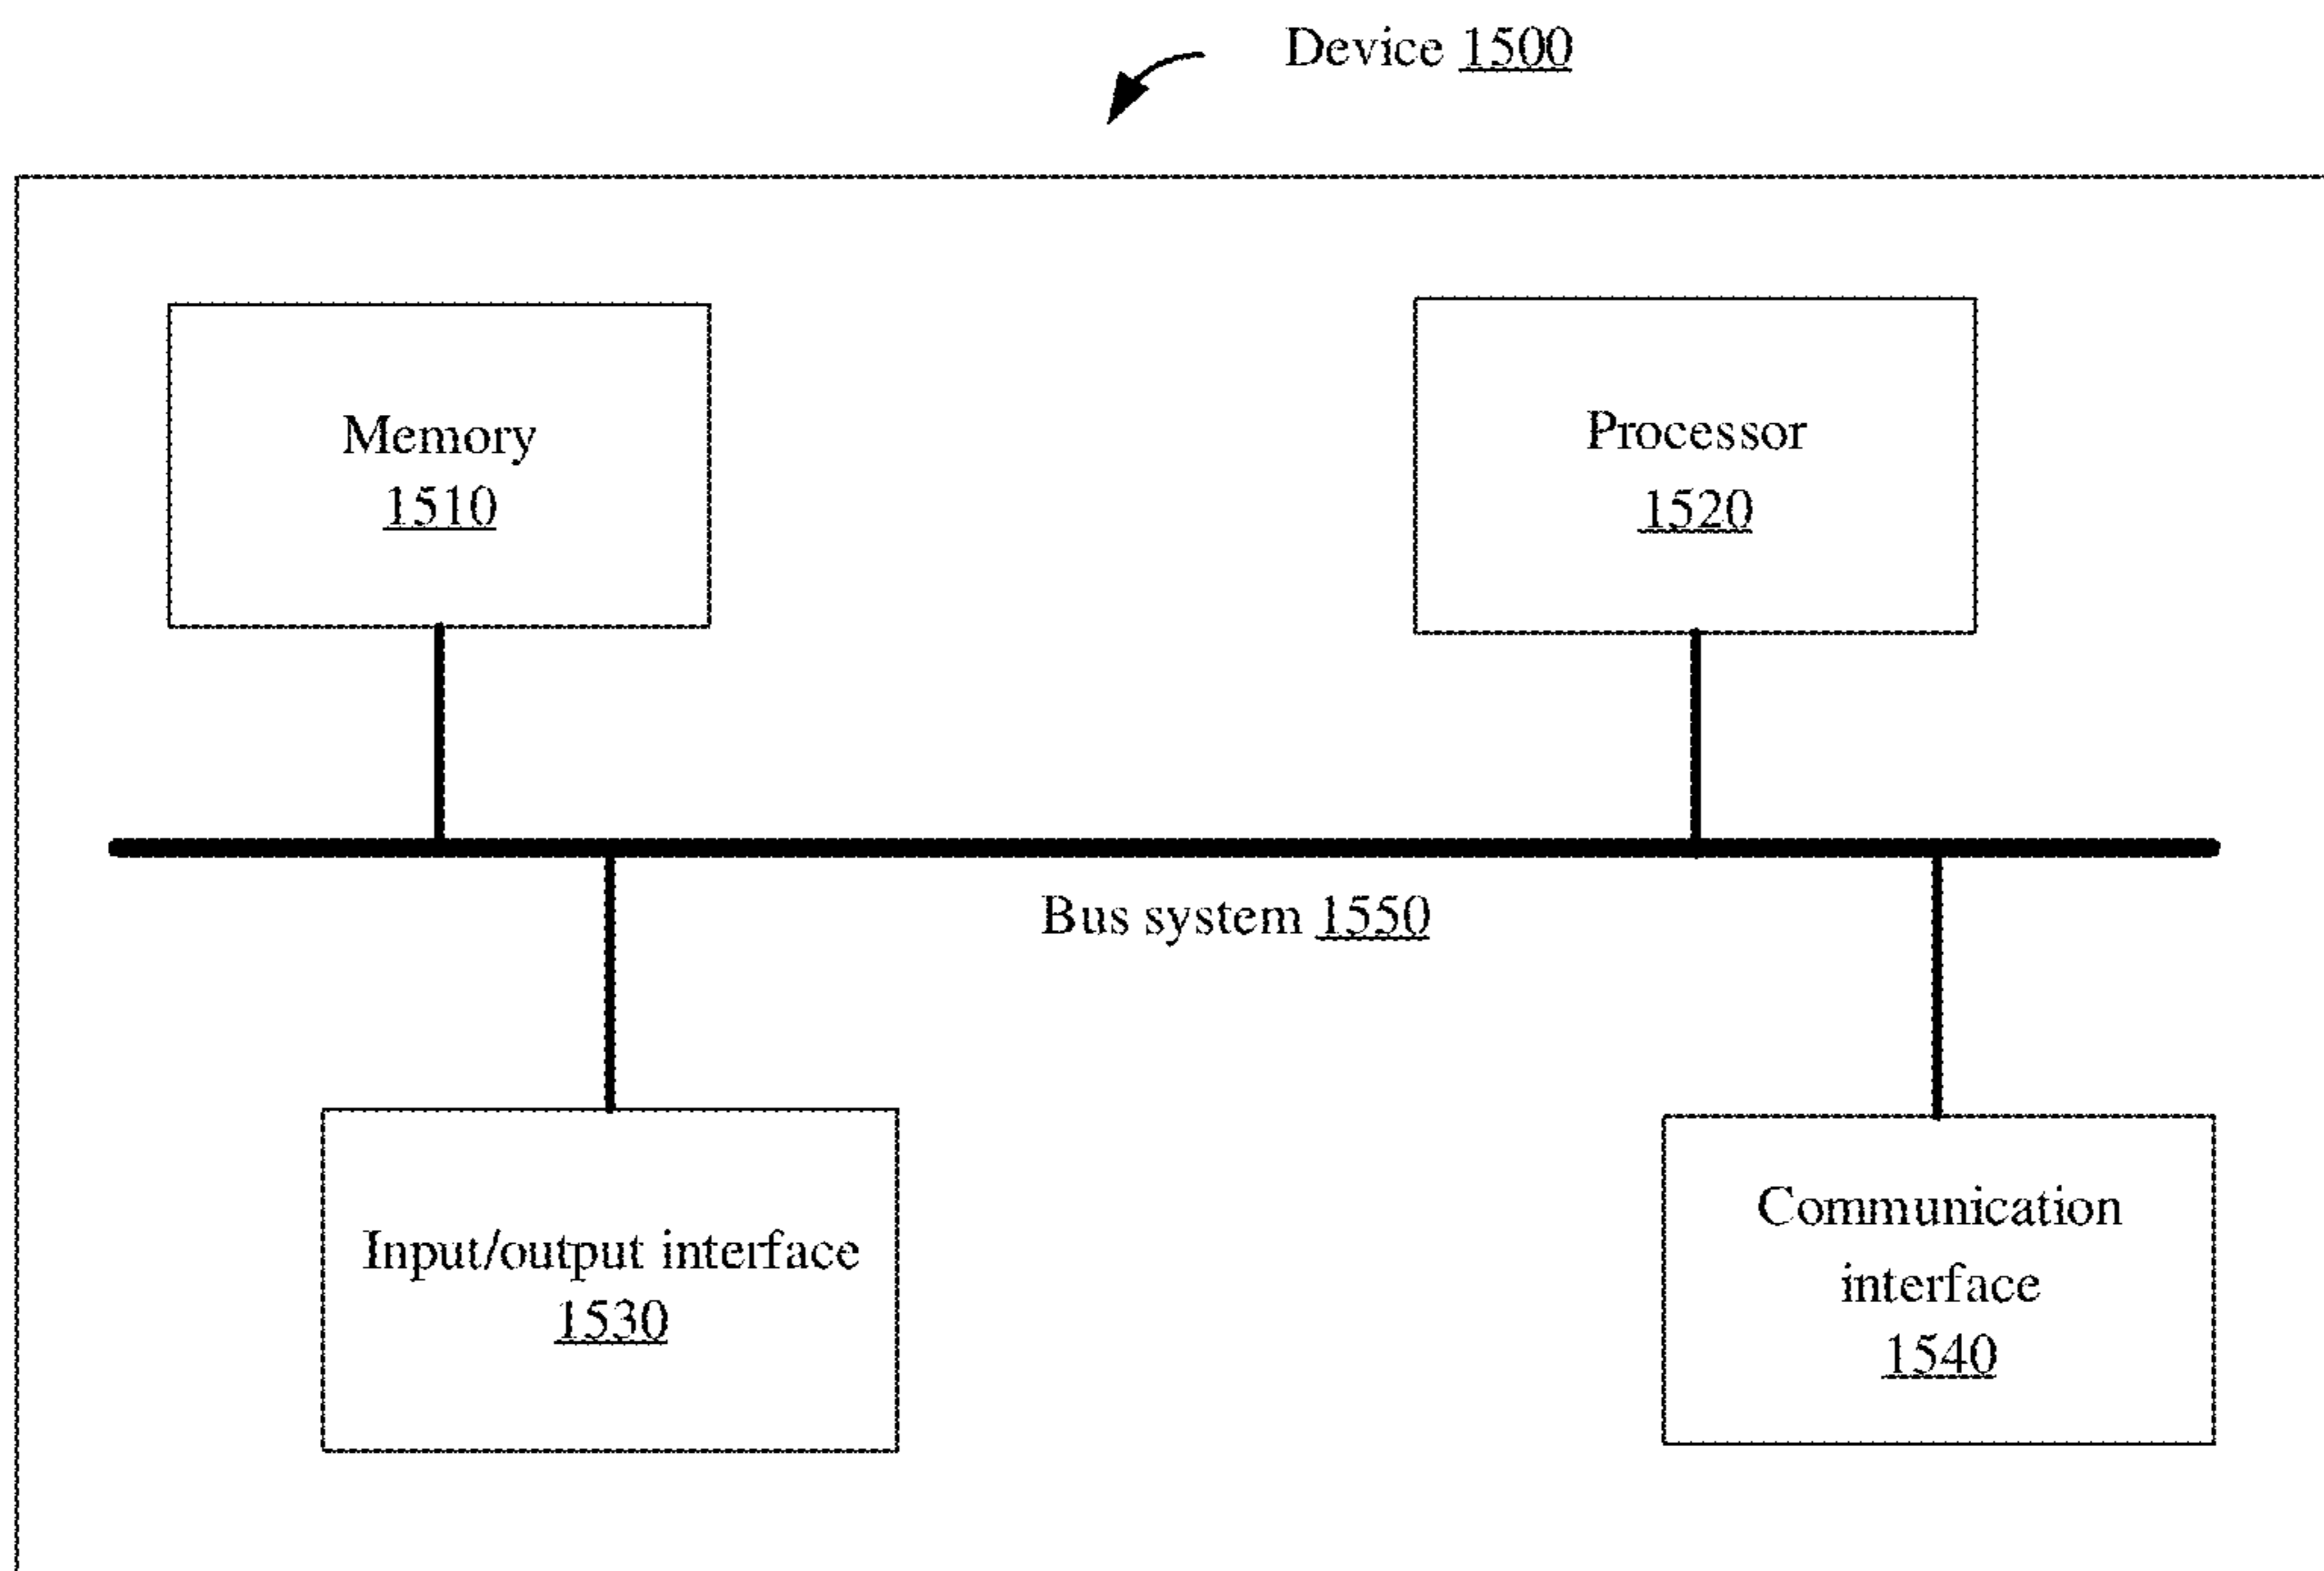 Device 1500
Memory
1510
Processor
1520
Bus system 1550
Input/output interface
1530
Communication
interface
1540